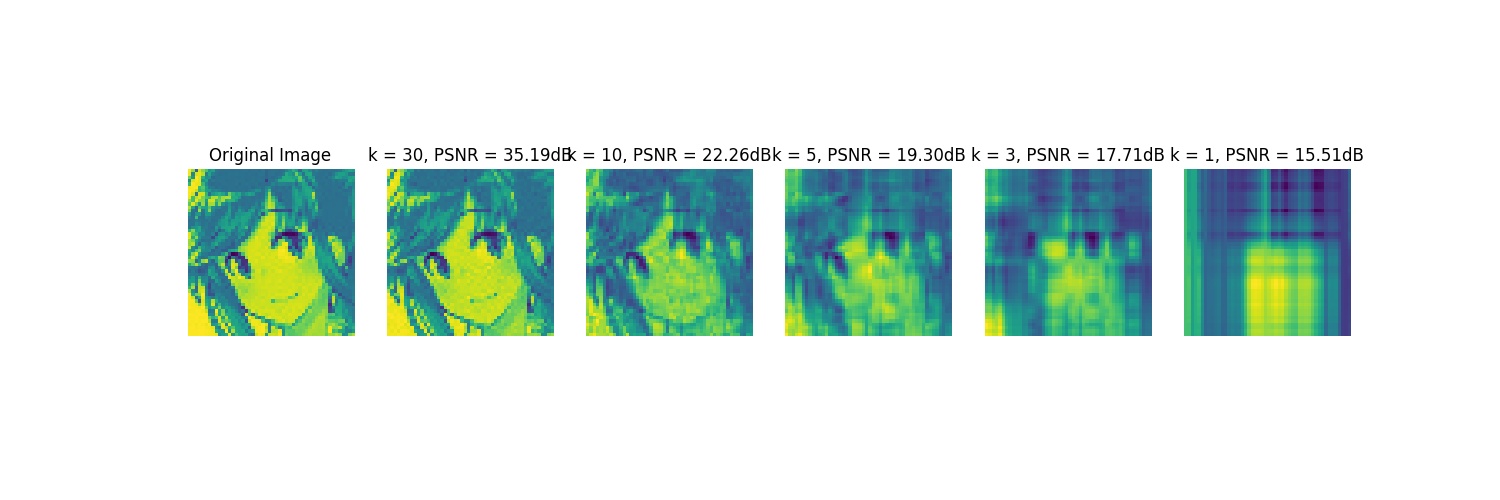 Original Image
k = 30, PSNR = 35.19dB
k = 10, PSNR = 22.26dB
k = 5, PSNR = 19.30dB
k = 3, PSNR = 17.71dB
k = 1, PSNR = 15.51dB